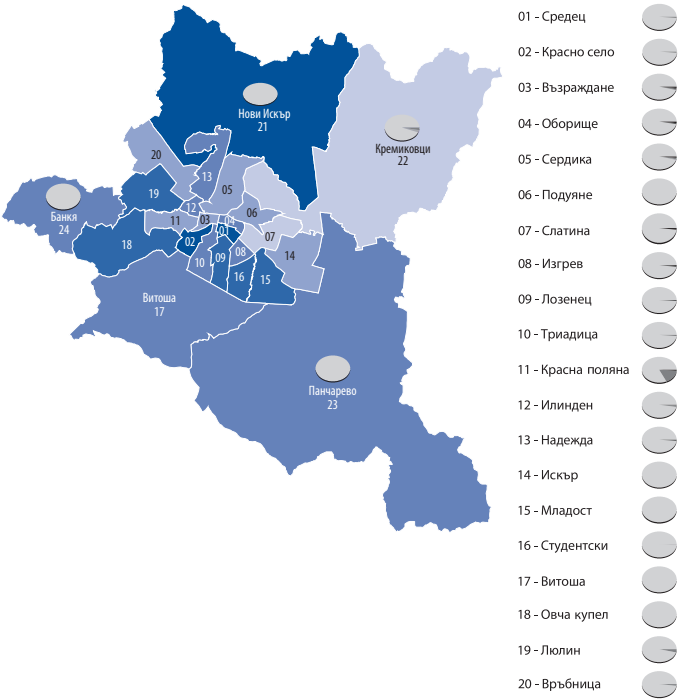 Нови Искър
21
Кремиковци
22
20
13
05
19
12
06
Банкя
24
11
03
04
01
07
18
02
10
09
08
14
16
15
Витоша
17
Панчарево
23
01 - Средец
02 - Красно село
03 - Възраждане
04 - Оборище
05 - Сердика
06 - Подуяне
07 - Слатина
08 - Изгрев
09 - Лозенец
10 - Триадица
11 - Красна поляна
12 - Илинден
13 - Надежда
14 - Искър
15 - Младост
16 - Студентски
17 - Витоша
18 - Овча купел
19 - Люлин
20 - Връбница